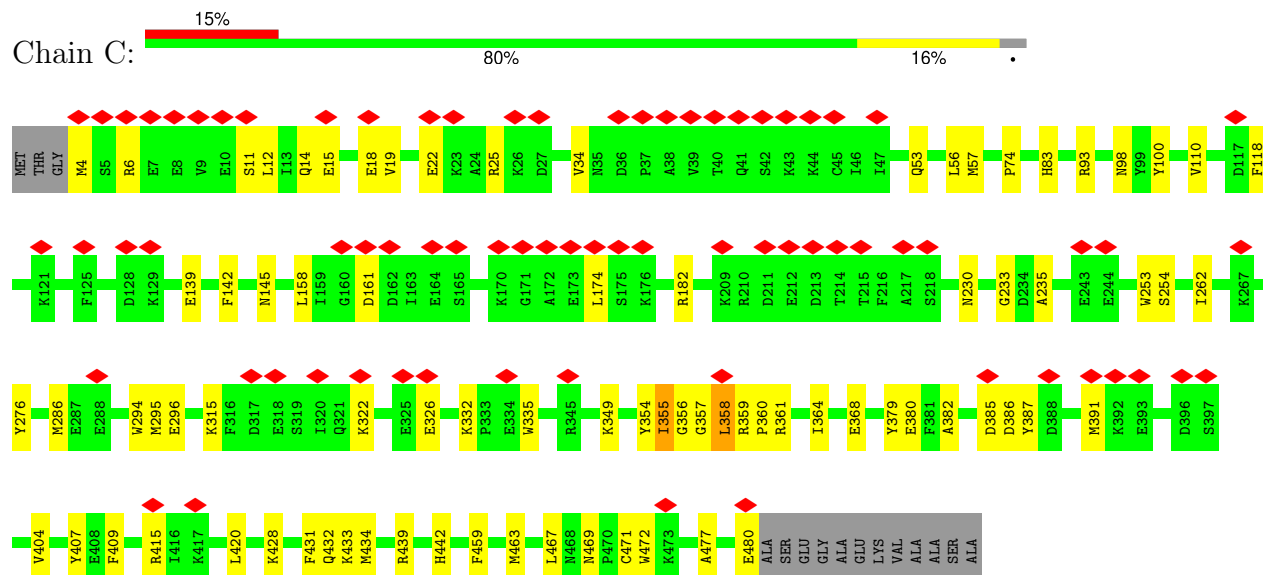 15%
Chain C:
80% 16% •
MET THR GLY M4 S5 R6 E7 E8 V9 E10 S11 L12 I13 Q14 E15 E18 V19 E22 K23 A24 R25 K26 D27 V34 N35 D36 P37 A38 V39 T40 Q41 S42 K43 K44 C45 I46 I47 Q53 L56 M57 P74 H83 R93 N98 Y99 Y100 V110 D117 F118
K121 F125 D128 K129 E139 F142 N145 L158 I159 G160 D161 D162 I163 E164 S165 K170 G171 A172 E173 L174 S175 K176 R182 K209 R210 D211 E212 D213 T214 T215 F216 A217 S218 N230 G233 D234 A235 E243 E244 W253 S254 I262 K267
Y276 M286 E287 E288 W294 M295 E296 K315 F316 D317 E318 S319 I320 Q321 K322 E325 E326 K332 P333 E334 W335 R345 K349 Y354 I355 G356 G357 L358 R359 P360 R361 I364 E368 Y379 E380 F381 A382 D385 D386 Y387 D388 M391 K392 E393 D396 S397
V404 Y407 E408 F409 R415 I416 K417 L420 K428 F431 Q432 K433 M434 R439 H442 F459 M463 L467 N468 N469 P470 C471 W472 K473 A477 E480 ALA SER GLU GLY ALA GLU LYS VAL ALA ALA SER ALA